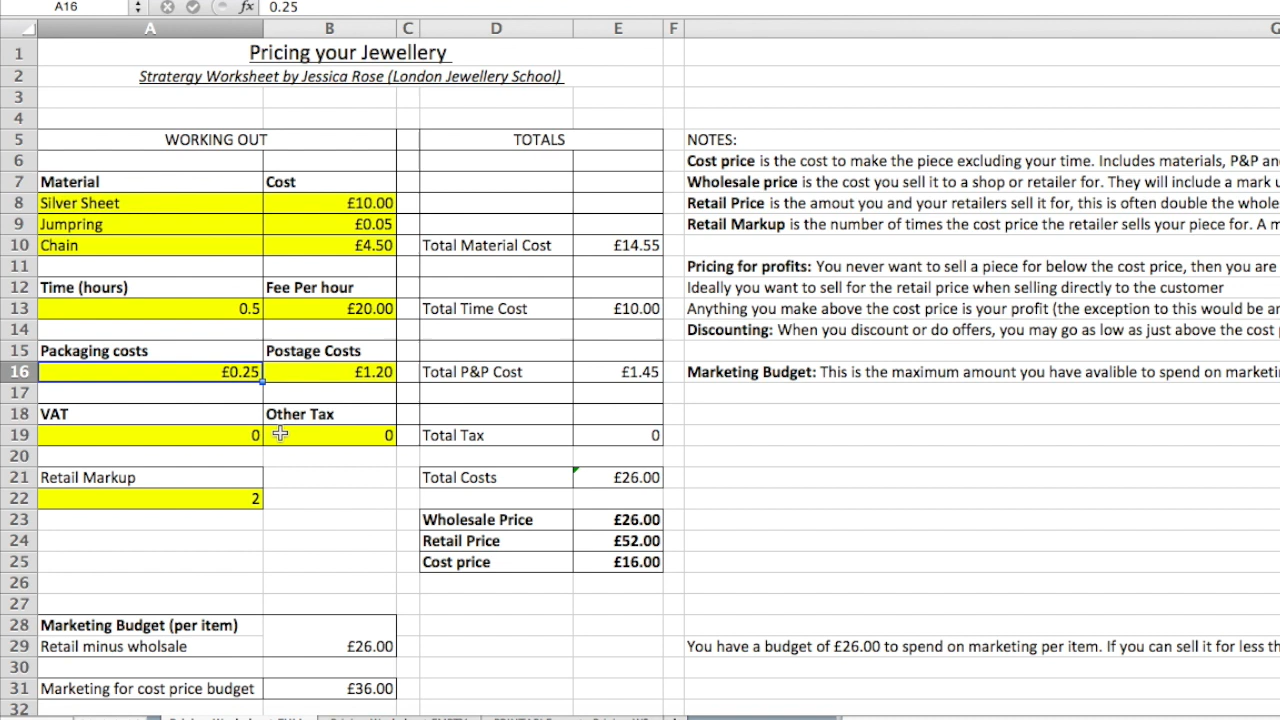 A16 fx 0.25
A B C D E F G
1 Pricing your Jewellery
2 Stratergy Worksheet by Jessica Rose (London Jewellery School)
3
4
5 WORKING OUT TOTALS NOTES:
6 Cost price is the cost to make the piece excluding your time. Includes materials, P&P
7 Material Cost Wholesale price is the cost you sell it to a shop or retailer for. They will include a mark
8 Silver Sheet £10.00 Retail Price is the amout you and your retailers sell it for, this is often double the
9 Jumpring £0.05 Retail Markup is the number of times the cost price the retailer sells your piece for. A
10 Chain £4.50 Total Material Cost £14.55
11 Pricing for profits: You never want to sell a piece for below the cost price, then you are
12 Time (hours) Fee Per hour Ideally you want to sell for the retail price when selling directly to the customer
13 0.5 £20.00 Total Time Cost £10.00 Anything you make above the cost price is your profit (the exception to this would be
14 Discounting: When you discount or do offers, you may go as low as just above the cost
15 Packaging costs Postage Costs
16 £0.25 £1.20 Total P&P Cost £1.45 Marketing Budget: This is the maximum amount you have avalible to spend on
17
18 VAT Other Tax
19 0 0 Total Tax 0
20
21 Retail Markup Total Costs £26.00
22 2
23 Wholesale Price £26.00
24 Retail Price £52.00
25 Cost price £16.00
26
27
28 Marketing Budget (per item)
29 Retail minus wholsale £26.00 You have a budget of £26.00 to spend on marketing per item. If you can sell it for less
30
31 Marketing for cost price budget £36.00
32